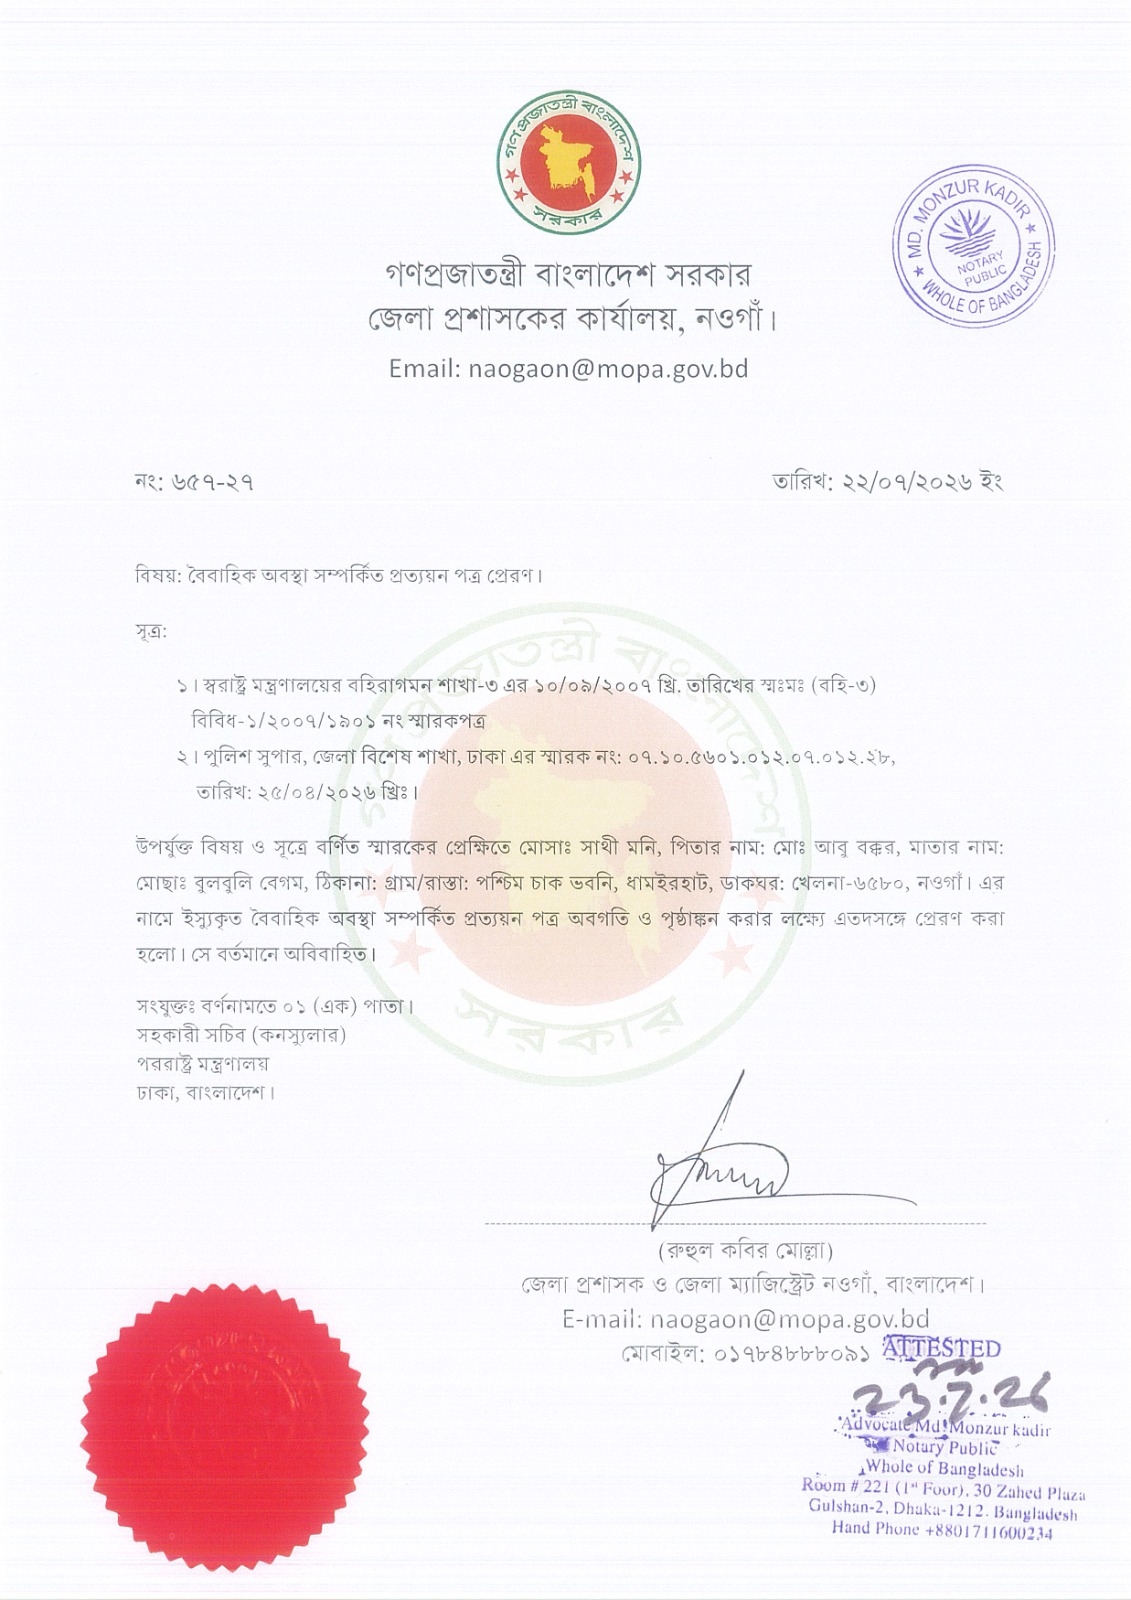 গণপ্রজাতন্ত্রী বাংলাদেশ
সরকার
MD. MONZUR KADIR
NOTARY
PUBLIC
WHOLE OF BANGLADESH
গণপ্রজাতন্ত্রী বাংলাদেশ সরকার
জেলা প্রশাসকের কার্যালয়, নওগাঁ।
Email: naogaon@mopa.gov.bd
নং: ৬৫৭-২৭
তারিখ: ২২/০৭/২০২৬ ইং
বিষয়: বৈবাহিক অবস্থা সম্পর্কিত প্রত্যয়ন পত্র প্রেরণ।
সূত্র:
১। স্বরাষ্ট্র মন্ত্রণালয়ের বহিরাগমন শাখা-৩ এর ১০/০৯/২০০৭ খ্রি. তারিখের স্মঃমঃ (বহি-৩)
বিবিধ-১/২০০৭/১৯০১ নং স্মারকপত্র
২। পুলিশ সুপার, জেলা বিশেষ শাখা, ঢাকা এর স্মারক নং: ০৭.১০.৫৬০১.০১২.০৭.০১২.২৮,
তারিখ: ২৫/০৪/২০২৬ খ্রিঃ।
উপর্যুক্ত বিষয় ও সূত্রে বর্ণিত স্মারকের প্রেক্ষিতে মোসাঃ সাথী মনি, পিতার নাম: মোঃ আবু বক্কর, মাতার নাম:
মোছাঃ বুলবুলি বেগম, ঠিকানা: গ্রাম/রাস্তা: পশ্চিম চাক ভবনি, ধামইরহাট, ডাকঘর: খেলনা-৬৫৮০, নওগাঁ। এর
নামে ইস্যুকৃত বৈবাহিক অবস্থা সম্পর্কিত প্রত্যয়ন পত্র অবগতি ও পৃষ্ঠাঙ্কন করার লক্ষ্যে এতদসঙ্গে প্রেরণ করা
হলো। সে বর্তমানে অবিবাহিত।
গণপ্রজাতন্ত্রী বাংলাদেশ
সরকার
সংযুক্তঃ বর্ণনামতে ০১ (এক) পাতা।
সহকারী সচিব (কনস্যুলার)
পররাষ্ট্র মন্ত্রণালয়
ঢাকা, বাংলাদেশ।
(রুহুল কবির মোল্লা)
জেলা প্রশাসক ও জেলা ম্যাজিস্ট্রেট নওগাঁ, বাংলাদেশ।
E-mail: naogaon@mopa.gov.bd
মোবাইল: ০১৭৮৪৮৮৮০৯১
ATTESTED
23.7.26
Advocate Md. Monzur kadir
Notary Public
Whole of Bangladesh
Room # 221 (1st Foor), 30 Zahed Plaza
Gulshan-2, Dhaka-1212. Bangladesh
Hand Phone +8801711600234